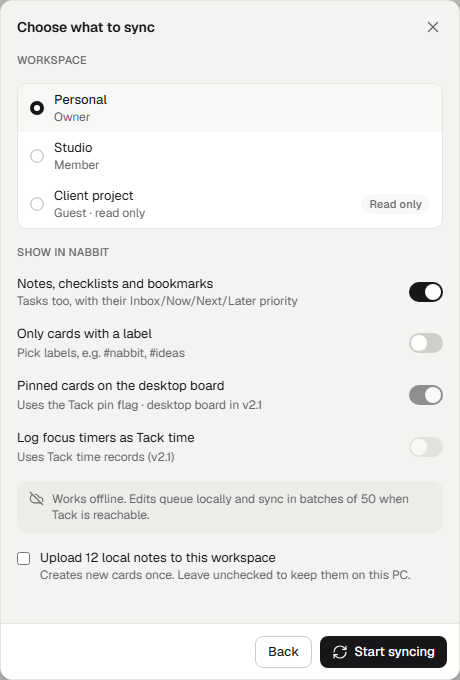 Choose what to sync
WORKSPACE
Personal
Owner
Studio
Member
Client project
Guest · read only
Read only
SHOW IN NABBIT
Notes, checklists and bookmarks
Tasks too, with their Inbox/Now/Next/Later priority
Only cards with a label
Pick labels, e.g. #nabbit, #ideas
Pinned cards on the desktop board
Uses the Tack pin flag · desktop board in v2.1
Log focus timers as Tack time
Uses Tack time records (v2.1)
Works offline. Edits queue locally and sync in batches of 50 when
Tack is reachable.
Upload 12 local notes to this workspace
Creates new cards once. Leave unchecked to keep them on this PC.
Back
Start syncing